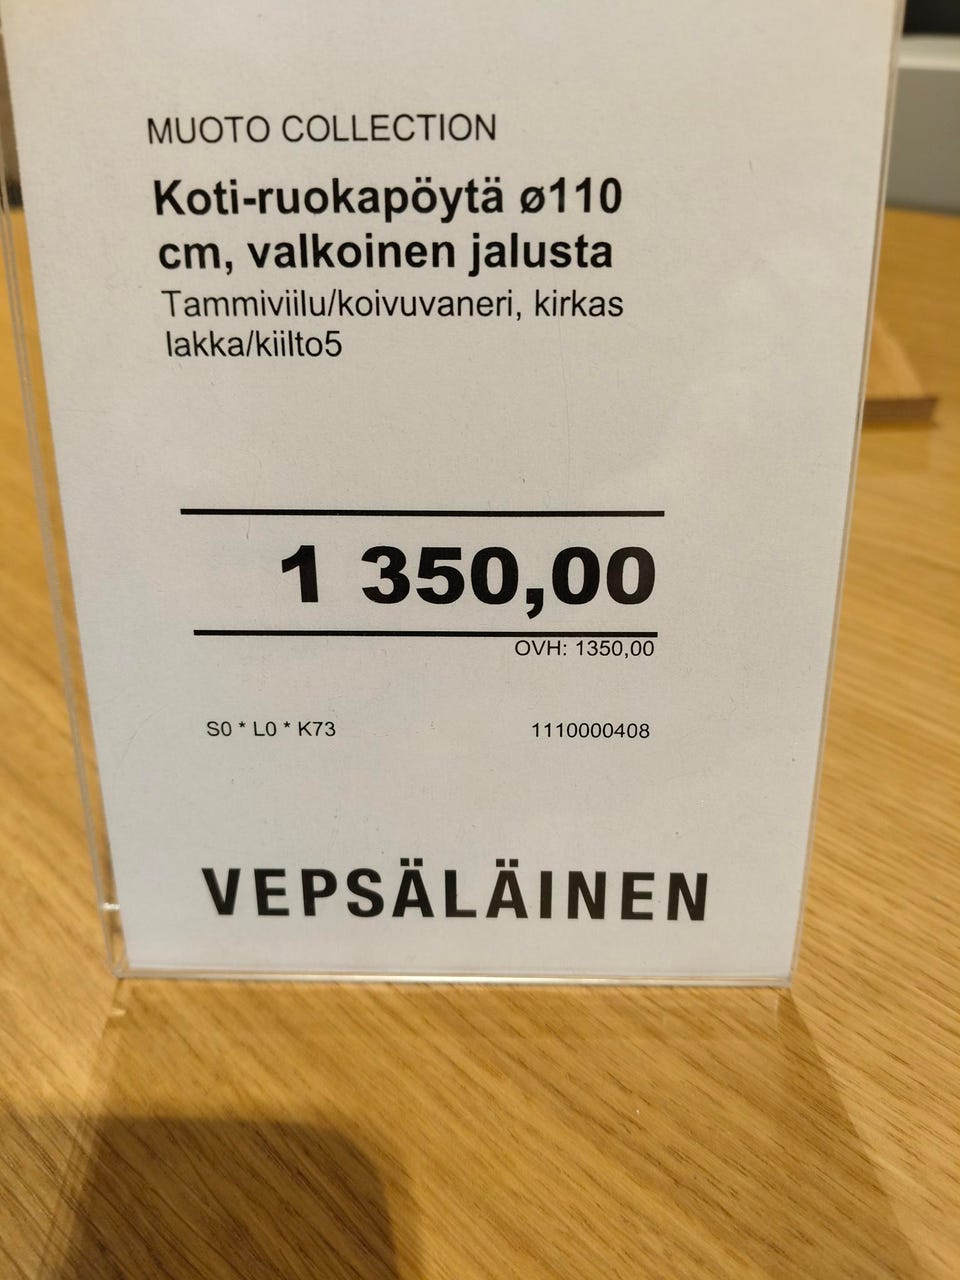 MUOTO COLLECTION
Koti-ruokapöytä ø110
cm, valkoinen jalusta
Tammiviilu/koivuvaneri, kirkas
lakka/kiilto5
1 350,00
OVH: 1350,00
S0 * L0 * K73 1110000408
VEPSÄLÄINEN